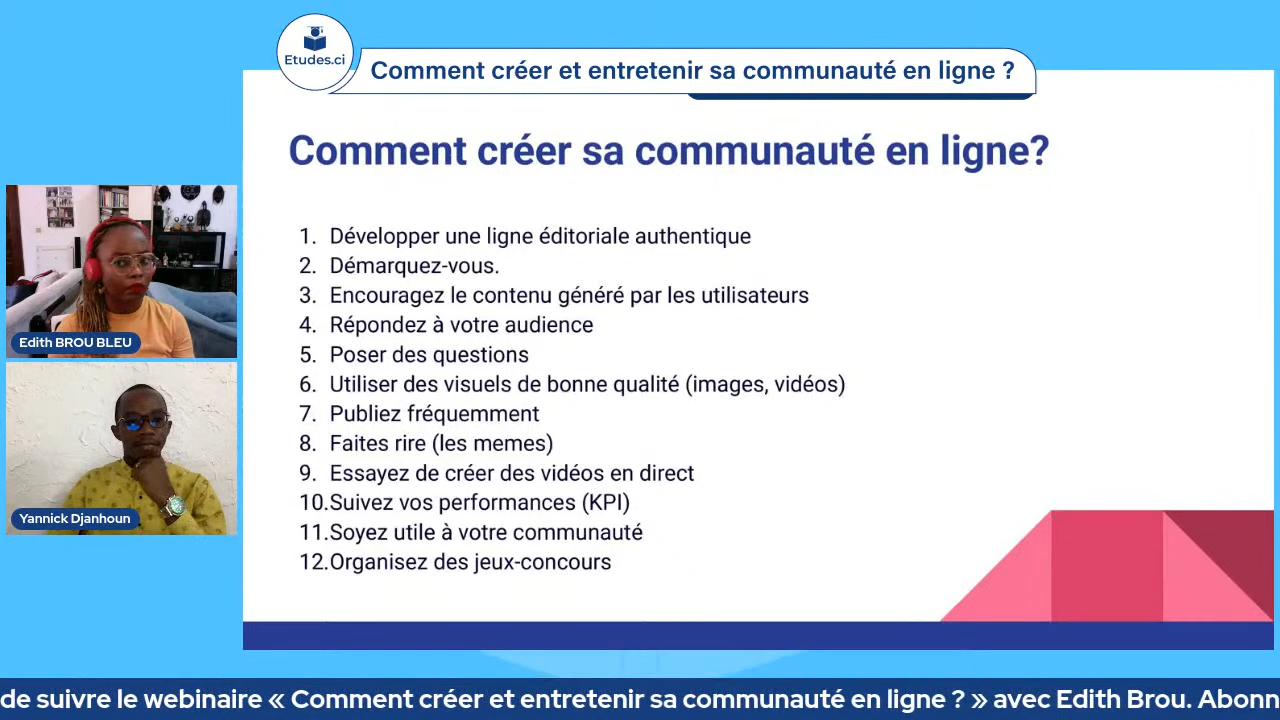 Etudes.ci
Comment créer et entretenir sa communauté en ligne ?
Comment créer sa communauté en ligne?
1. Développer une ligne éditoriale authentique
2. Démarquez-vous.
3. Encouragez le contenu généré par les utilisateurs
4. Répondez à votre audience
5. Poser des questions
6. Utiliser des visuels de bonne qualité (images, vidéos)
7. Publiez fréquemment
8. Faites rire (les memes)
9. Essayez de créer des vidéos en direct
10.Suivez vos performances (KPI)
11.Soyez utile à votre communauté
12.Organisez des jeux-concours
Edith BROU BLEU
Yannick Djanhoun
de suivre le webinaire « Comment créer et entretenir sa communauté en ligne ? » avec Edith Brou. Abonn